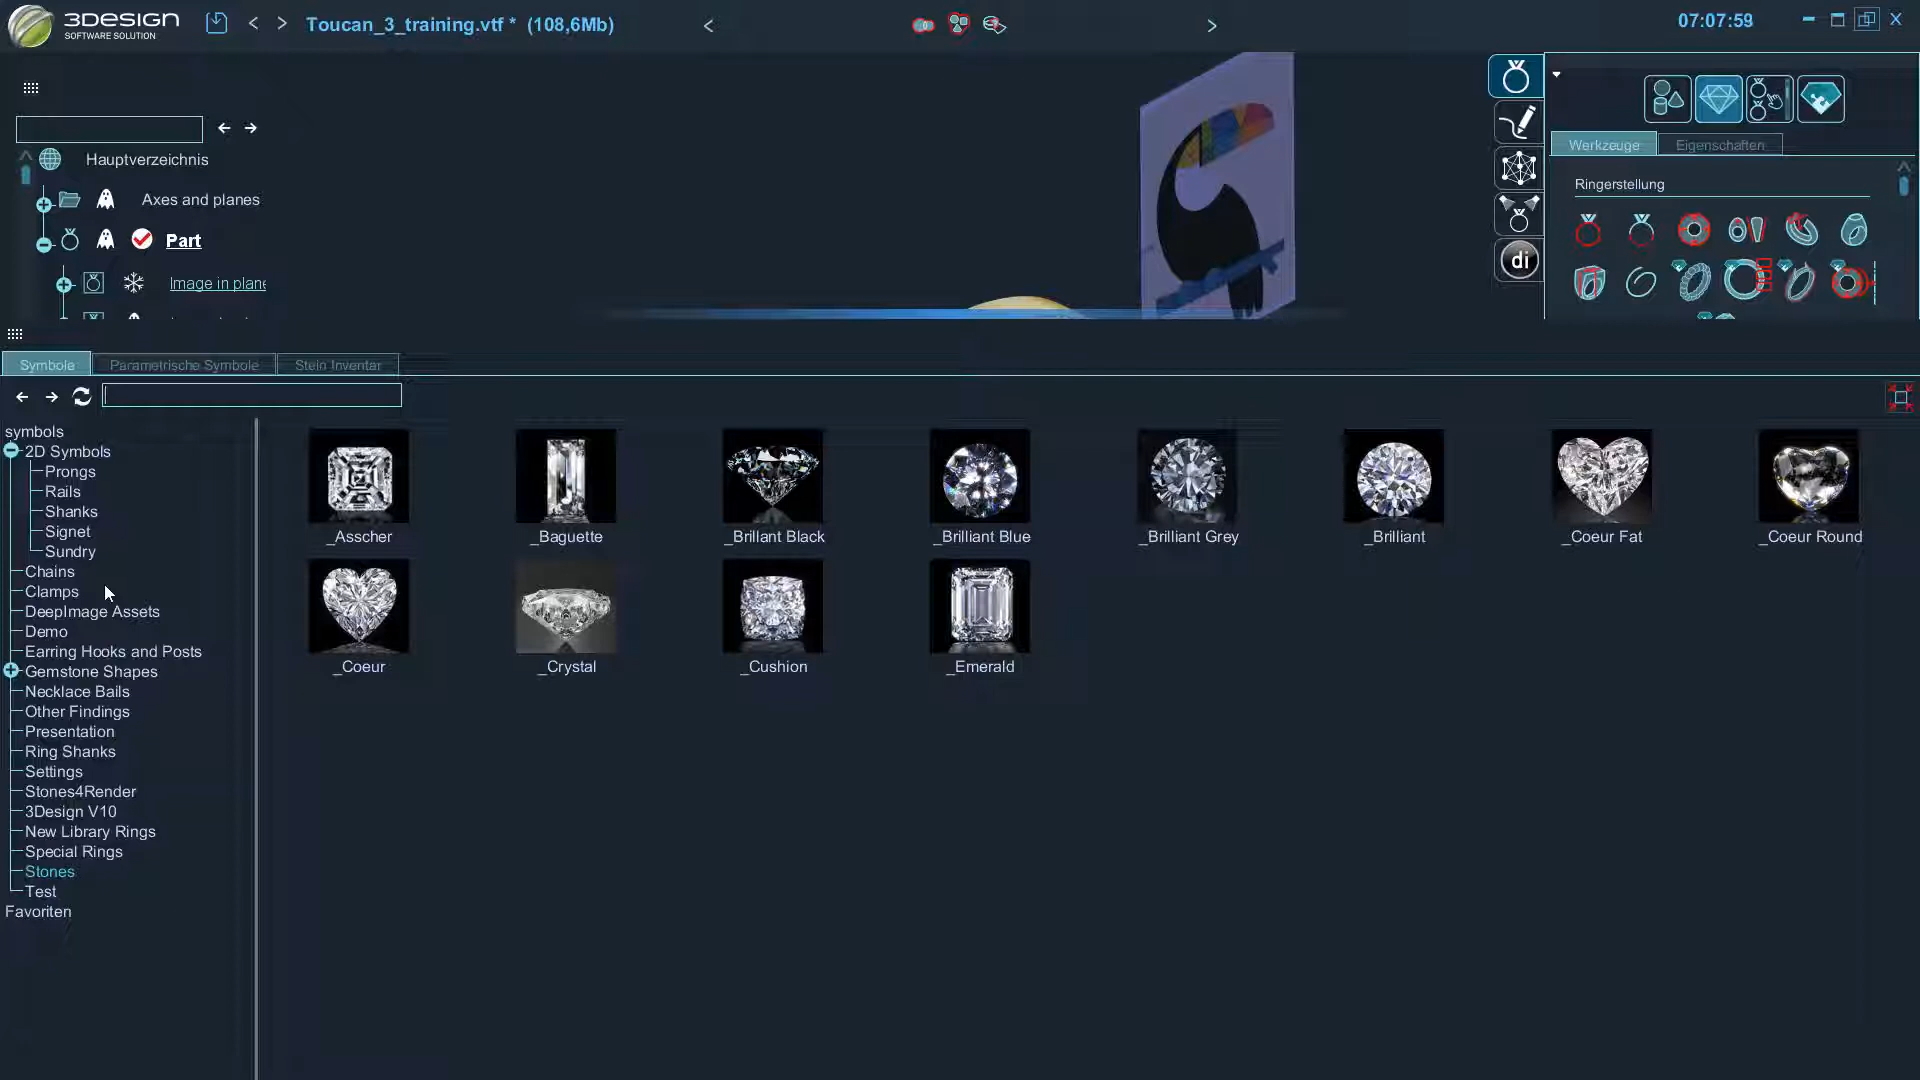 3DESIGN
SOFTWARE SOLUTION
Toucan_3_training.vtf * (108,6Mb)
07:07:59
Hauptverzeichnis
Axes and planes
Part
Image in plane
di
Werkzeuge
Eigenschaften
Ringerstellung
Symbole
Parametrische Symbole
Stein Inventar
symbols
2D Symbols
Prongs
Rails
Shanks
Signet
Sundry
Chains
Clamps
DeepImage Assets
Demo
Earring Hooks and Posts
Gemstone Shapes
Necklace Bails
Other Findings
Presentation
Ring Shanks
Settings
Stones4Render
3Design V10
New Library Rings
Special Rings
Stones
Test
Favoriten
_Asscher
_Baguette
_Brillant Black
_Brilliant Blue
_Brilliant Grey
_Brilliant
_Coeur Fat
_Coeur Round
_Coeur
_Crystal
_Cushion
_Emerald